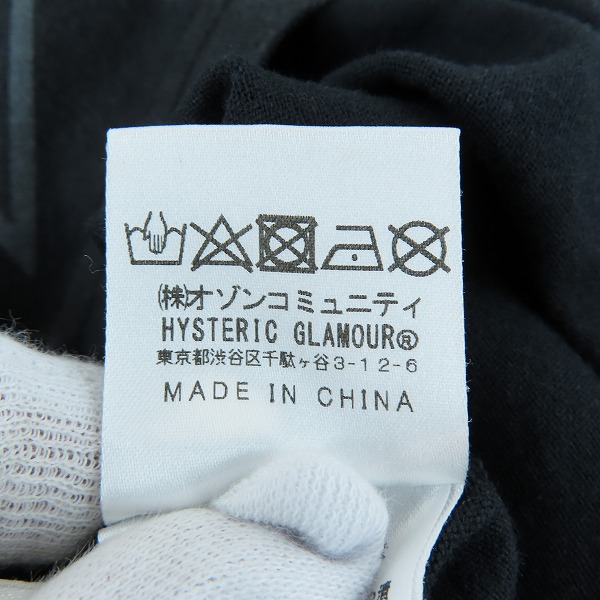 (株)オゾンコミュニティ
HYSTERIC GLAMOUR®
東京都渋谷区千駄ヶ谷3-12-6
MADE IN CHINA